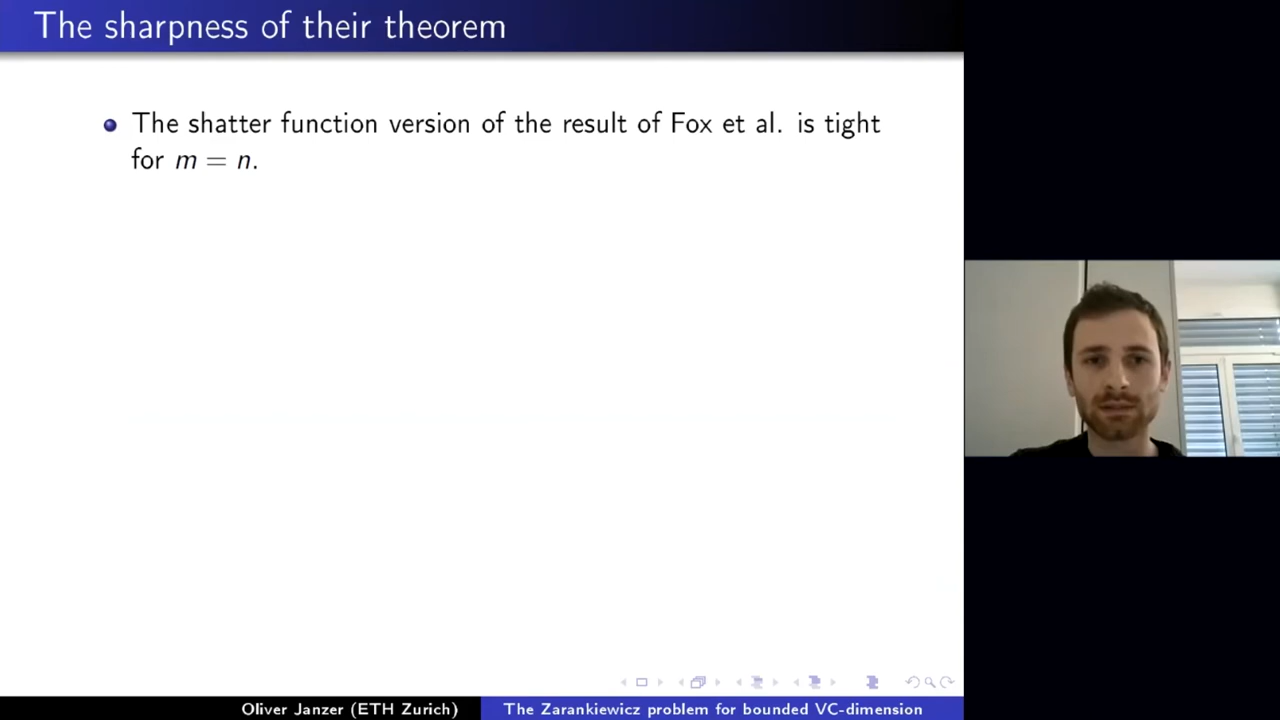 The sharpness of their theorem
The shatter function version of the result of Fox et al. is tight
for m = n.
Oliver Janzer (ETH Zurich)
The Zarankiewicz problem for bounded VC-dimension